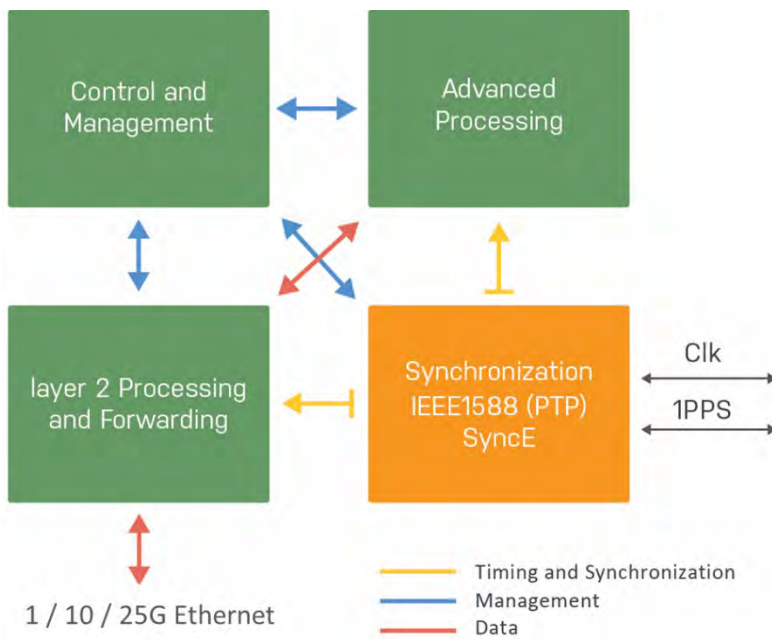 Control and
Management
Advanced
Processing
layer 2 Processing
and Forwarding
Synchronization
IEEE1588 (PTP)
SyncE
Clk
1PPS
1 / 10 / 25G Ethernet
Timing and Synchronization
Management
Data